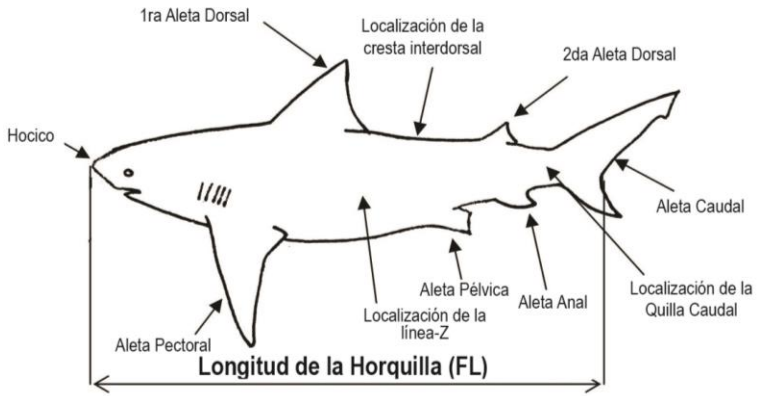 1ra Aleta Dorsal
Localización de la
cresta interdorsal
2da Aleta Dorsal
Hocico
Aleta Caudal
Aleta Pélvica
Aleta Anal
Localización de la
Quilla Caudal
Localización de la
línea-Z
Aleta Pectoral
Longitud de la Horquilla (FL)